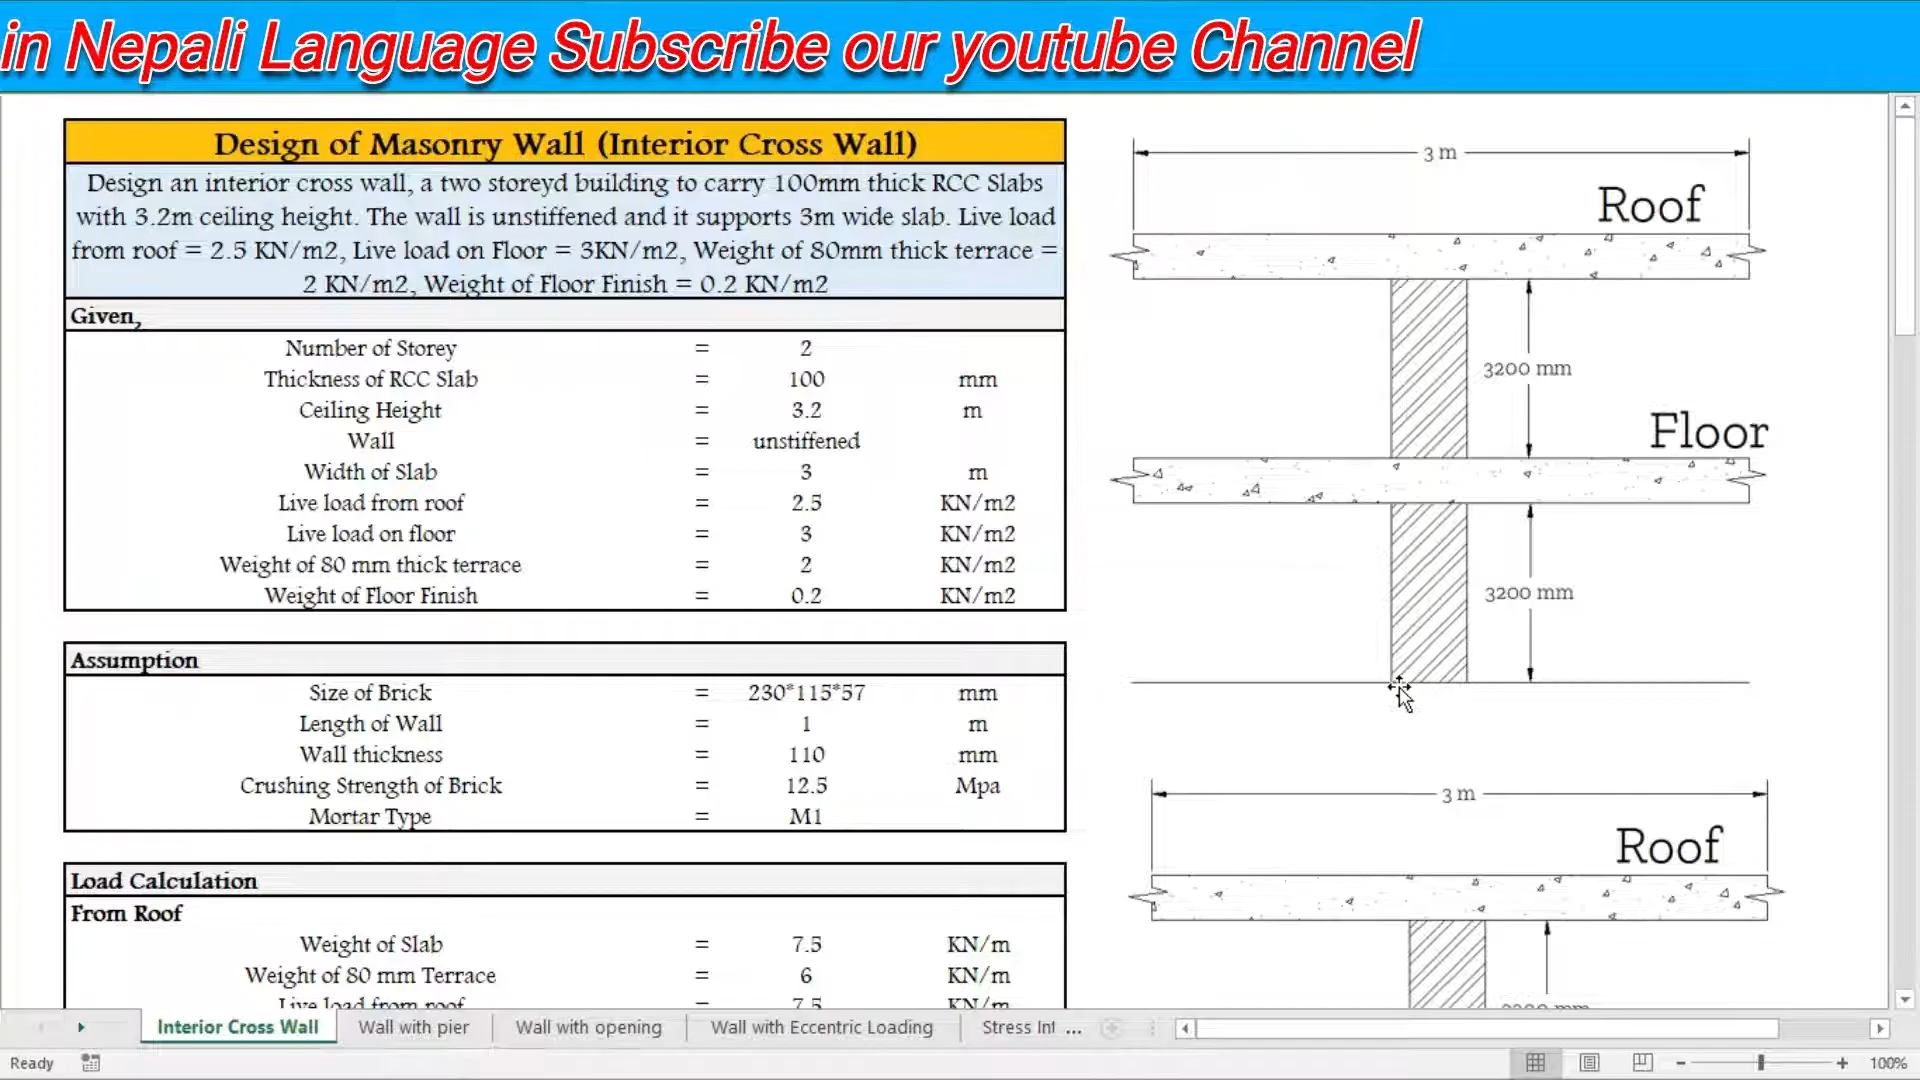 in Nepali Language Subscribe our youtube Channel
Design of Masonry Wall (Interior Cross Wall)
Design an interior cross wall, a two storeyd building to carry 100mm thick RCC Slabs
with 3.2m ceiling height. The wall is unstiffened and it supports 3m wide slab. Live load
from roof = 2.5 KN/m2, Live load on Floor = 3KN/m2, Weight of 80mm thick terrace =
2 KN/m2, Weight of Floor Finish = 0.2 KN/m2
Given,
Number of Storey = 2
Thickness of RCC Slab = 100 mm
Ceiling Height = 3.2 m
Wall = unstiffened
Width of Slab = 3 m
Live load from roof = 2.5 KN/m2
Live load on floor = 3 KN/m2
Weight of 80 mm thick terrace = 2 KN/m2
Weight of Floor Finish = 0.2 KN/m2
Assumption
Size of Brick = 230*115*57 mm
Length of Wall = 1 m
Wall thickness = 110 mm
Crushing Strength of Brick = 12.5 Mpa
Mortar Type = M1
Load Calculation
From Roof
Weight of Slab = 7.5 KN/m
Weight of 80 mm Terrace = 6 KN/m
Live load from roof = 7.5 KN/m
3 m
Roof
3200 mm
Floor
3200 mm
3 m
Roof
3200 mm
Interior Cross Wall Wall with pier Wall with opening Wall with Eccentric Loading Stress Int ...
Ready
100%